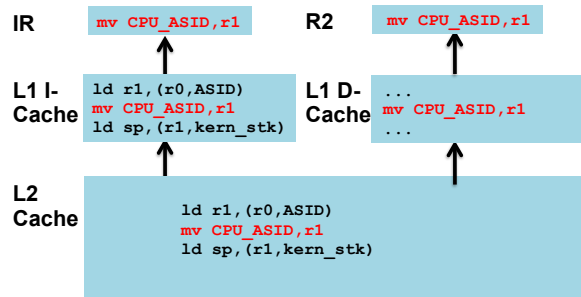 IR
mv CPU_ASID,r1
R2
mv CPU_ASID,r1
L1 I-
Cache
ld r1,(r0,ASID)
mv CPU_ASID,r1
ld sp,(r1,kern_stk)
L1 D-
Cache
...
mv CPU_ASID,r1
...
L2
Cache
ld r1,(r0,ASID)
mv CPU_ASID,r1
ld sp,(r1,kern_stk)